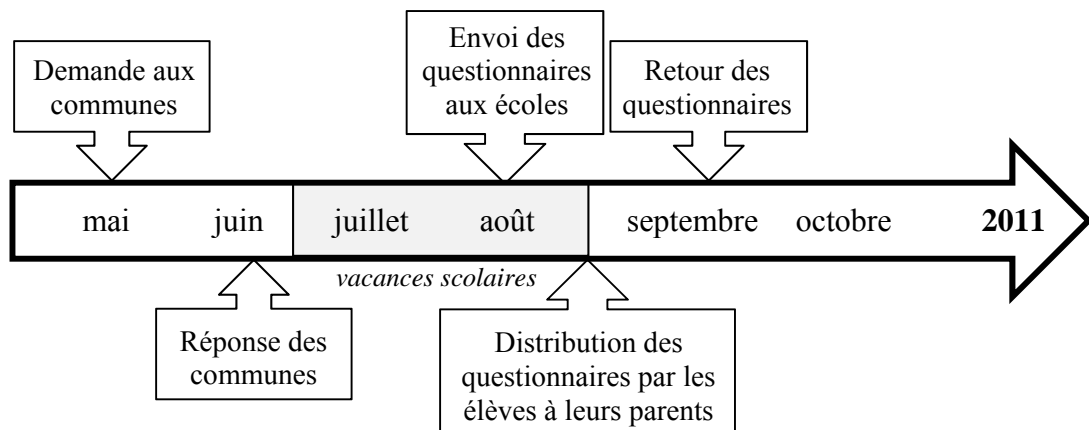 Demande aux
communes
Envoi des
questionnaires
aux écoles
Retour des
questionnaires
mai juin juillet août septembre octobre 2011
vacances scolaires
Réponse des
communes
Distribution des
questionnaires par les
élèves à leurs parents